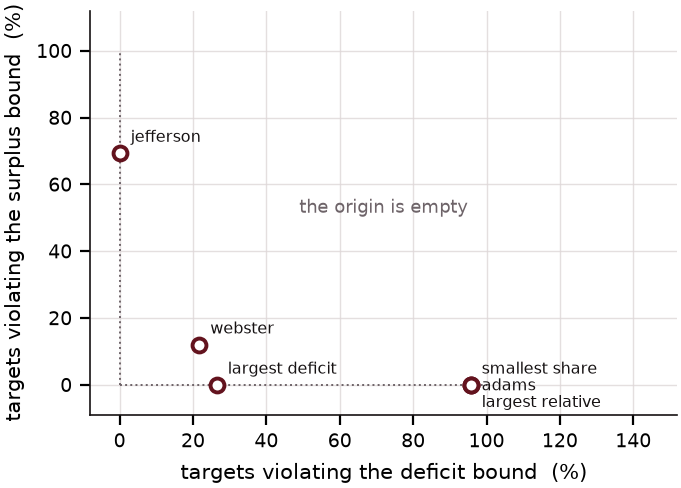 targets violating the surplus bound (%)
100
80
60
40
20
0
jefferson
the origin is empty
webster
largest deficit
smallest share
adams
largest relative
0 20 40 60 80 100 120 140
targets violating the deficit bound (%)